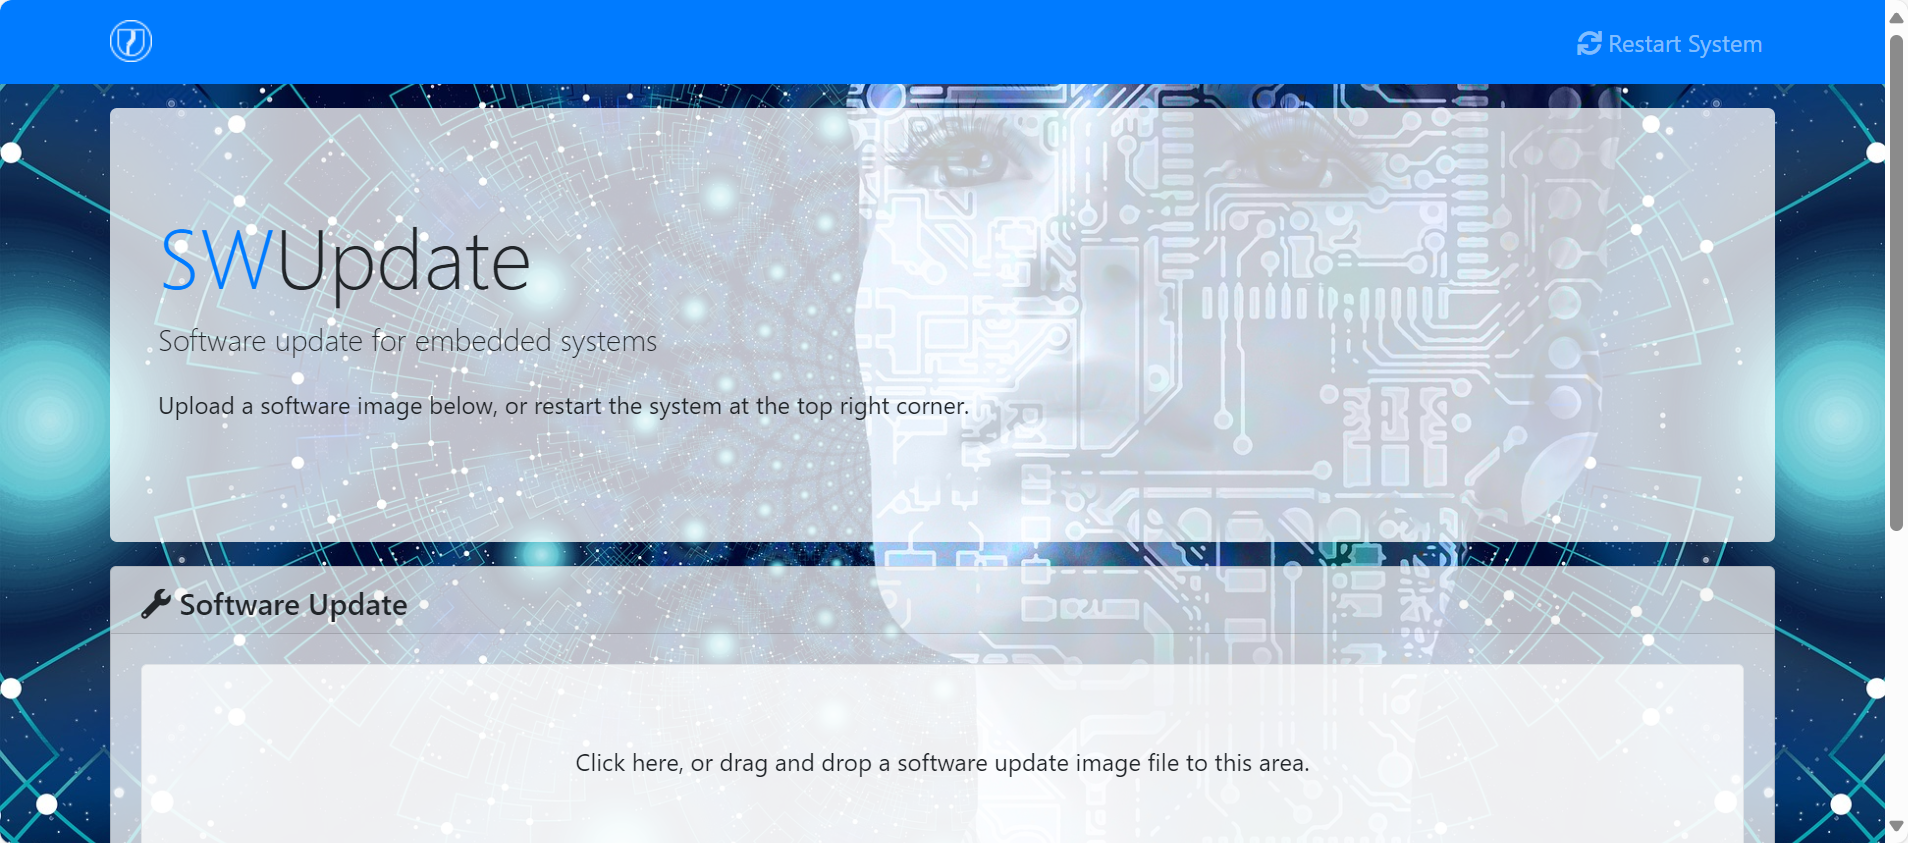 Restart System
SWUpdate
Software update for embedded systems
Upload a software image below, or restart the system at the top right corner.
Software Update
Click here, or drag and drop a software update image file to this area.